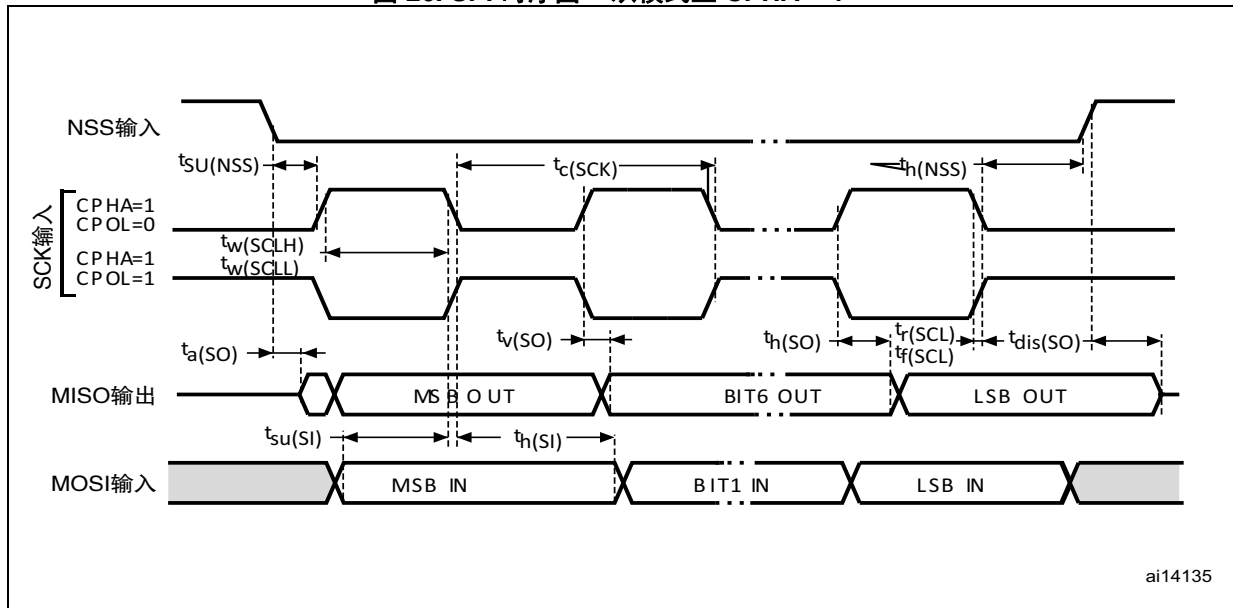 NSS输入
tSU(NSS)
tc(SCK)
th(NSS)
SCK输入
CPHA=1
CPOL=0
tw(SCLH)
tw(SCLL)
CPHA=1
CPOL=1
ta(SO)
tv(SO)
th(SO)
tr(SCL)
tf(SCL)
tdis(SO)
MISO输出
MSB OUT
BIT6 OUT
LSB OUT
tsu(SI)
th(SI)
MOSI输入
MSB IN
BIT1 IN
LSB IN
ai14135